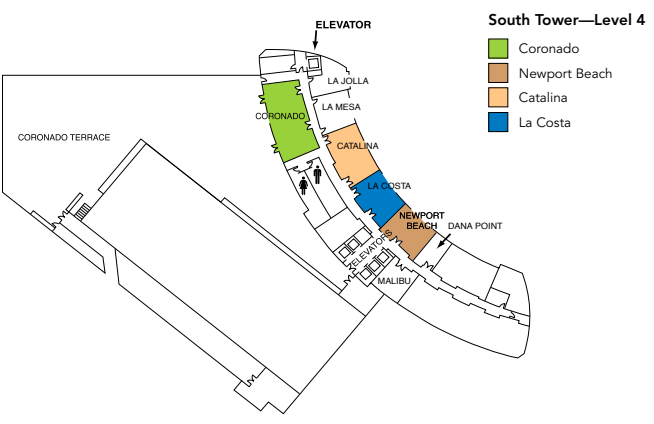 South Tower—Level 4
Coronado
Newport Beach
Catalina
La Costa
ELEVATOR
LA JOLLA
LA MESA
CORONADO
CORONADO TERRACE
CATALINA
LA COSTA
NEWPORT
BEACH
DANA POINT
ELEVATORS
MALIBU